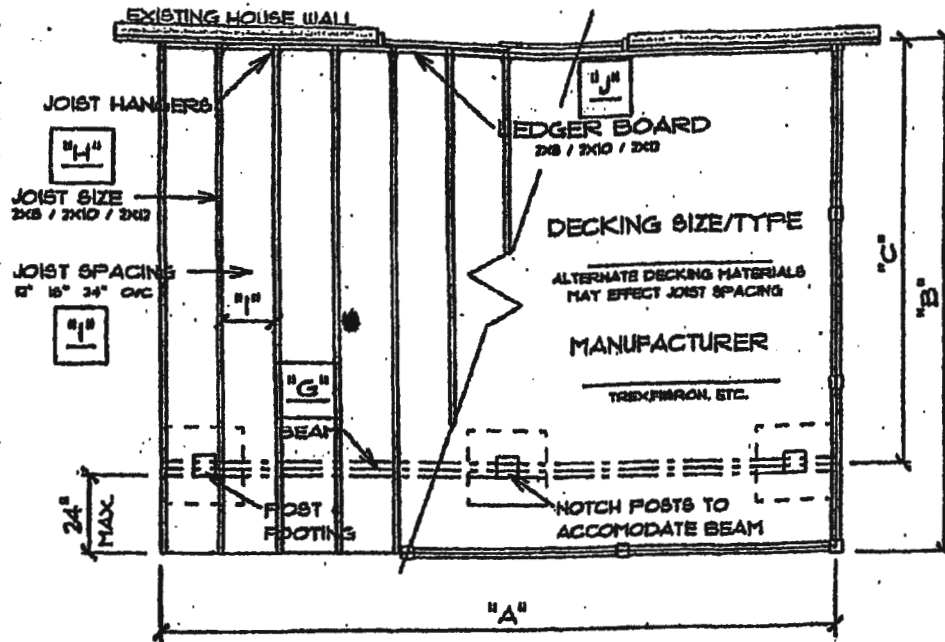 EXISTING HOUSE WALL
JOIST HANGERS
"H"
JOIST SIZE
2X8 / 2X10 / 2X12
JOIST SPACING
12" 16" 24" O/C
"I"
"I"
"G"
BEAM
24"
MAX.
POST &
FOOTING
"J"
LEDGER BOARD
2X8 / 2X10 / 2X12
DECKING SIZE/TYPE
ALTERNATE DECKING MATERIALS
MAY EFFECT JOIST SPACING
MANUFACTURER
TREX, FIBRON, ETC.
NOTCH POSTS TO
ACCOMODATE BEAM
"C"
"B"
"A"